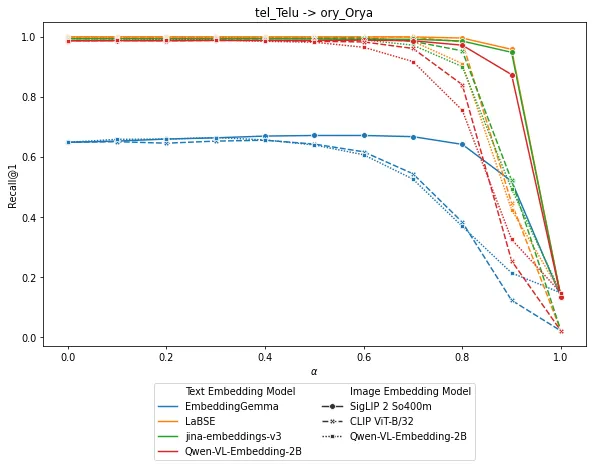 tel_Telu -> ory_Orya
Recall@1
1.0
0.8
0.6
0.4
0.2
0.0
0.0 0.2 0.4 0.6 0.8 1.0
α
Text Embedding Model Image Embedding Model
EmbeddingGemma SigLIP 2 So400m
LaBSE CLIP ViT-B/32
jina-embeddings-v3 Qwen-VL-Embedding-2B
Qwen-VL-Embedding-2B